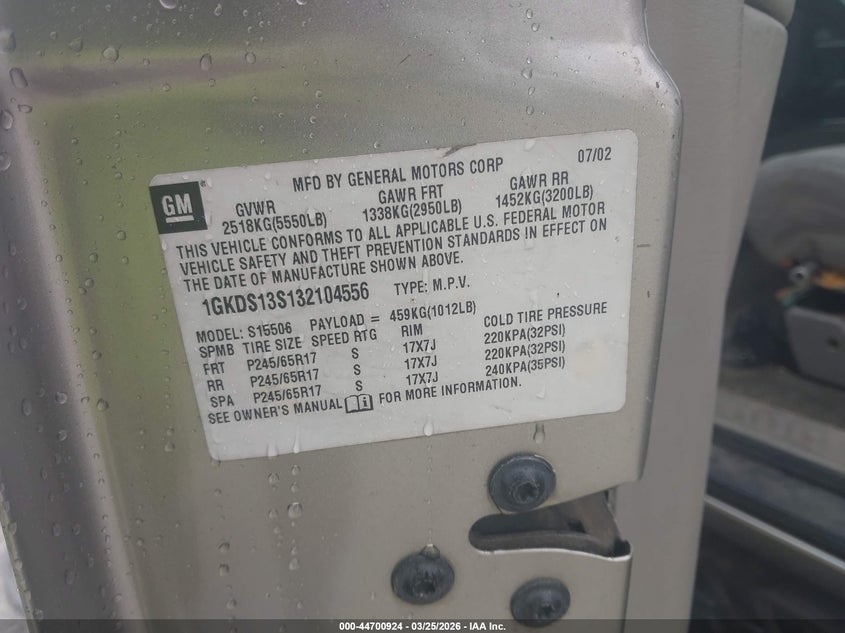 MFD BY GENERAL MOTORS CORP 07/02
GM
GVWR GAWR FRT GAWR RR
2518KG(5550LB) 1338KG(2950LB) 1452KG(3200LB)
THIS VEHICLE CONFORMS TO ALL APPLICABLE U.S. FEDERAL MOTOR
VEHICLE SAFETY AND THEFT PREVENTION STANDARDS IN EFFECT ON
THE DATE OF MANUFACTURE SHOWN ABOVE.
1GKDS13S132104556 TYPE: M.P.V.
MODEL: S15506 PAYLOAD = 459KG(1012LB)
SPMB TIRE SIZE SPEED RTG RIM COLD TIRE PRESSURE
FRT P245/65R17 S 17X7J 220KPA(32PSI)
RR P245/65R17 S 17X7J 220KPA(32PSI)
SPA P245/65R17 S 17X7J 240KPA(35PSI)
SEE OWNER'S MANUAL FOR MORE INFORMATION.
000-44700924 | 03/25/2026 – IAA Inc.